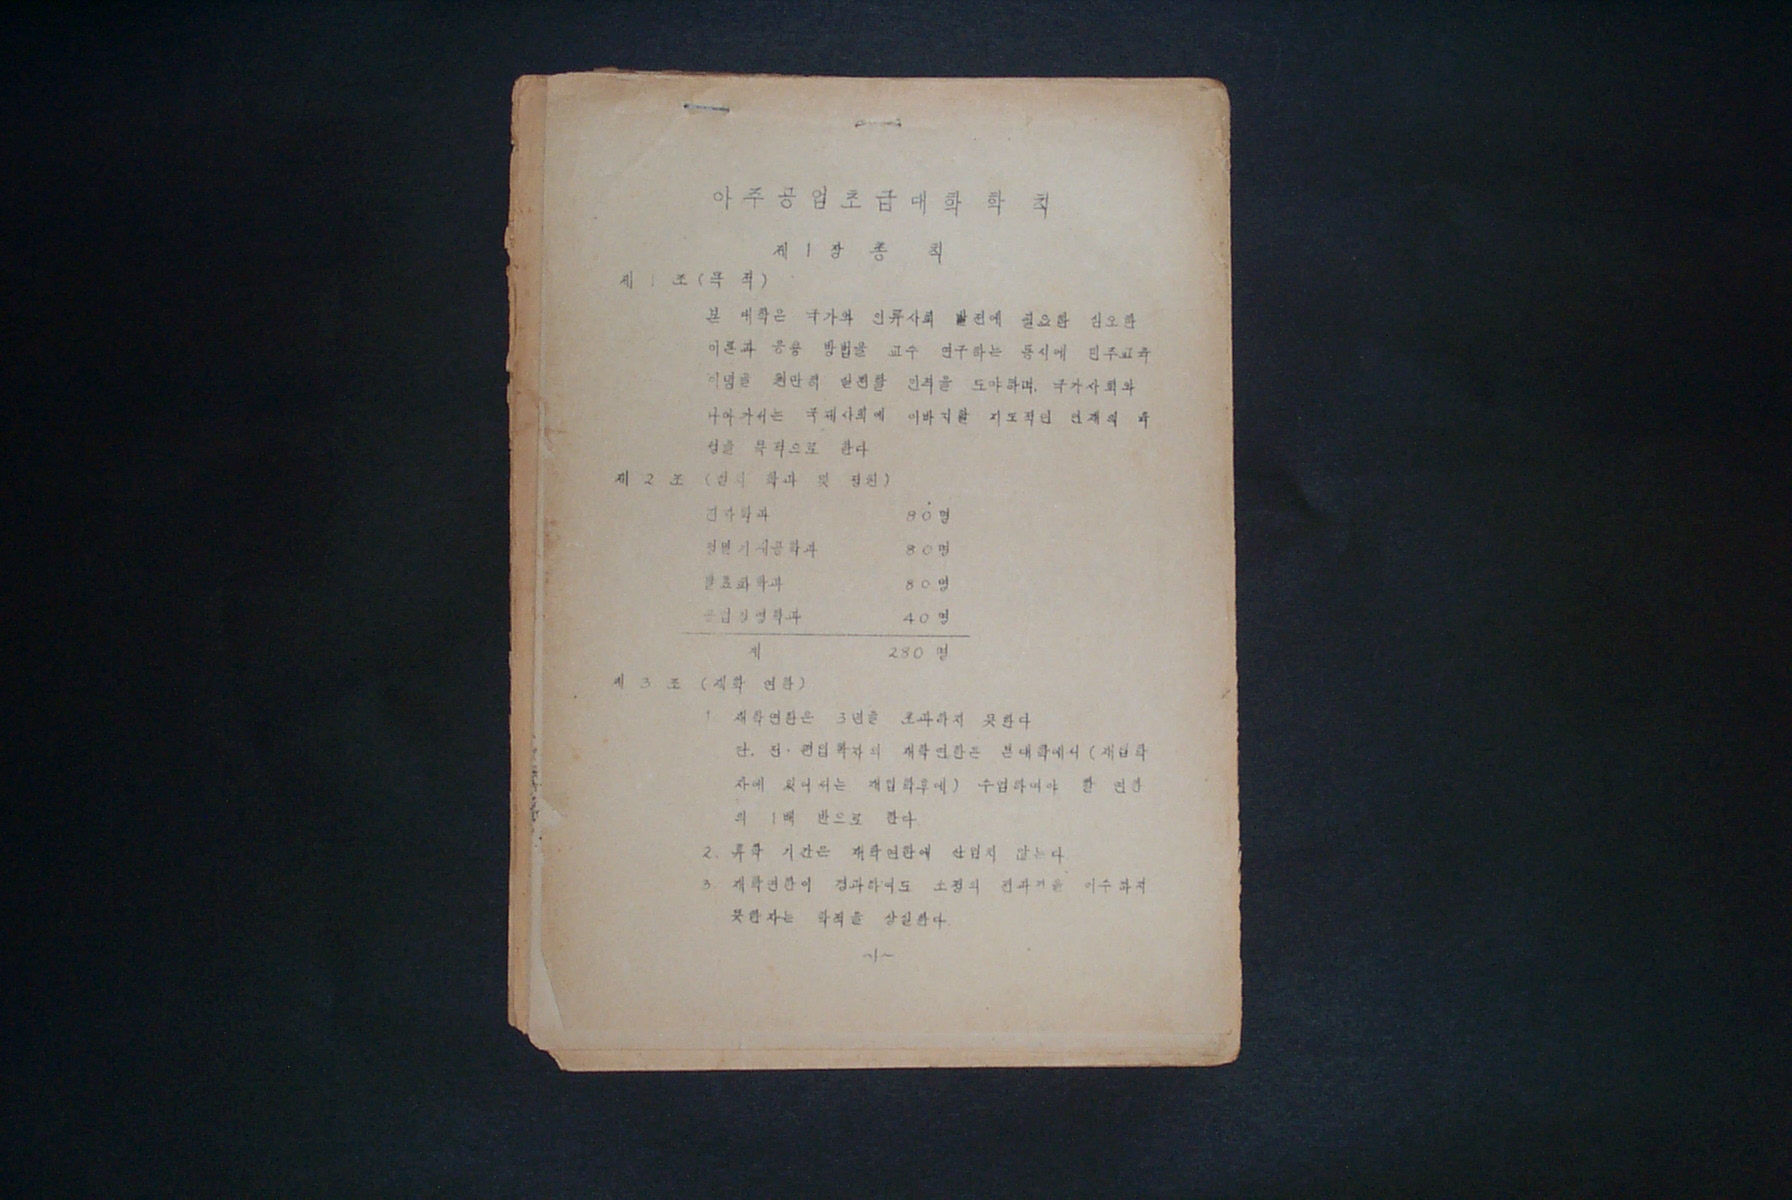 아주공업초급대학 학 칙
제 1 장 총 칙
제 1 조 (목 적)
본 대학은 국가와 인류사회 발전에 필요한 심오한
이론과 응용 방법을 교수 연구하는 동시에 민주교육
이념을 원만히 실천할 인격을 도야하며, 국가사회와
나아가서는 국제사회에 이바지할 지도적인 인재의 육
성을 목적으로 한다
제 2 조 (설치 학과 및 정원)
전자학과 80명
정밀기계공학과 80명
발효화학과 80명
공업경영학과 40명
계 280 명
제 3 조 (재학 연한)
1 재학연한은 3년을 초과하지 못한다
단, 전·편입학자의 재학연한은 본대학에서 (재입학
자에 있어서는 재입학후에) 수업하여야 할 연한
의 1배 반으로 한다.
2. 휴학 기간은 재학연한에 산입치 않는다
3. 재학연한이 경과하여도 소정의 전과정을 이수하지
못한자는 학적을 상실한다.
~1~